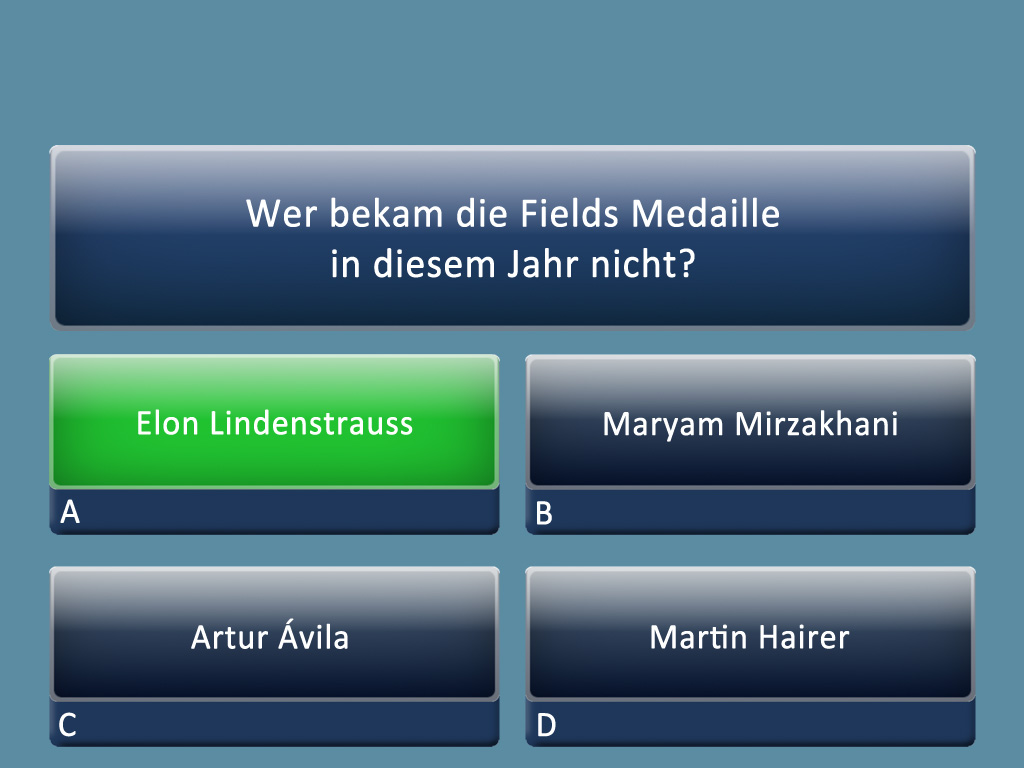 Wer bekam die Fields Medaille
in diesem Jahr nicht?
Elon Lindenstrauss
A
Maryam Mirzakhani
B
Artur Ávila
C
Martin Hairer
D